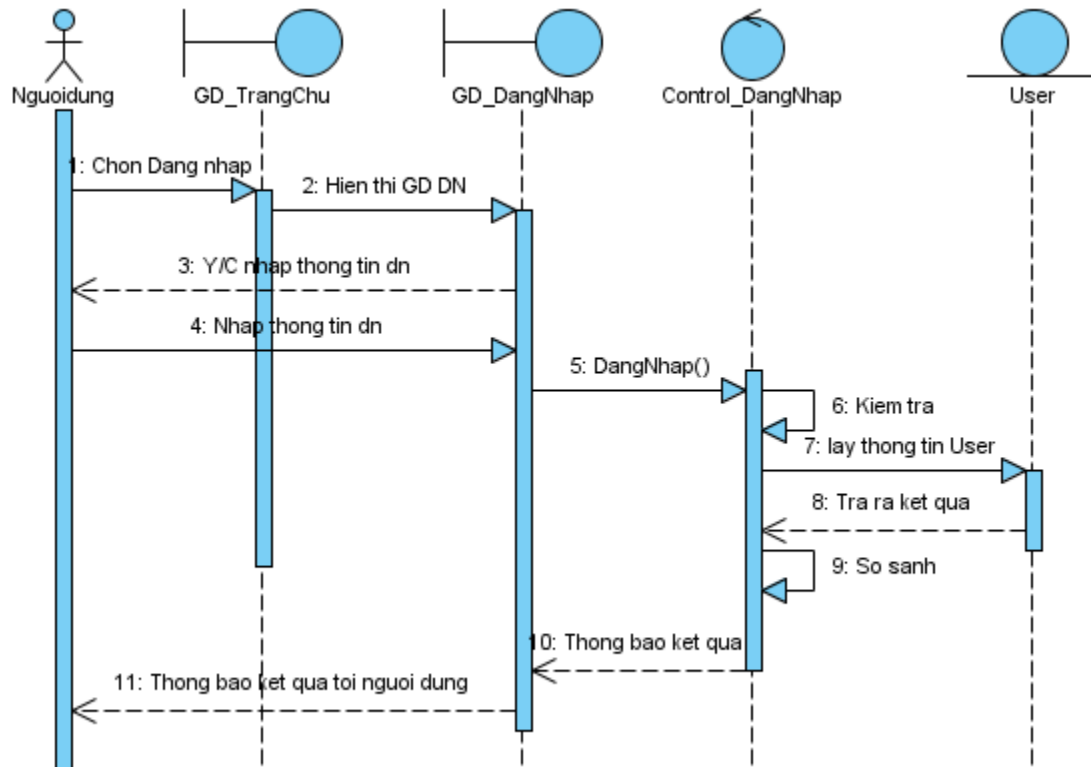 Nguoidung
GD_TrangChu
GD_DangNhap
Control_DangNhap
User
1: Chon Dang nhap
2: Hien thi GD DN
3: Y/C nhap thong tin dn
4: Nhap thong tin dn
5: DangNhap()
6: Kiem tra
7: lay thong tin User
8: Tra ra ket qua
9: So sanh
10: Thong bao ket qua
11: Thong bao ket qua toi nguoi dung